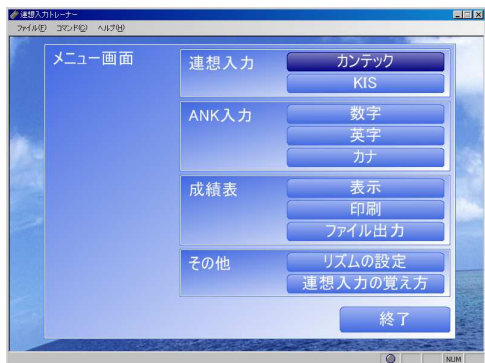 連想入力トレーナー
ファイル(F) コマンド(C) ヘルプ(H)
メニュー画面
連想入力
カンテック
KIS
ANK入力
数字
英字
カナ
成績表
表示
印刷
ファイル出力
その他
リズムの設定
連想入力の覚え方
終了
NUM